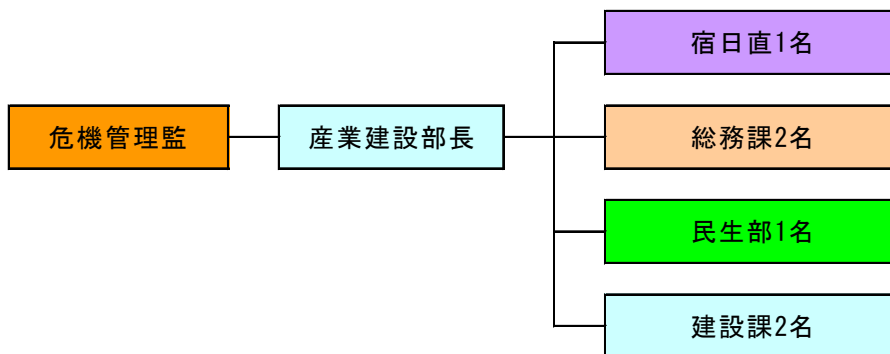 宿日直1名
危機管理監
産業建設部長
総務課2名
民生部1名
建設課2名